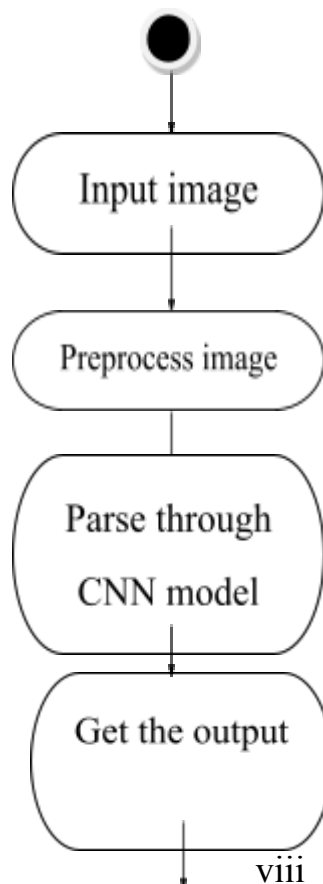 Input image
Preprocess image
Parse through
CNN model
Get the output
viii